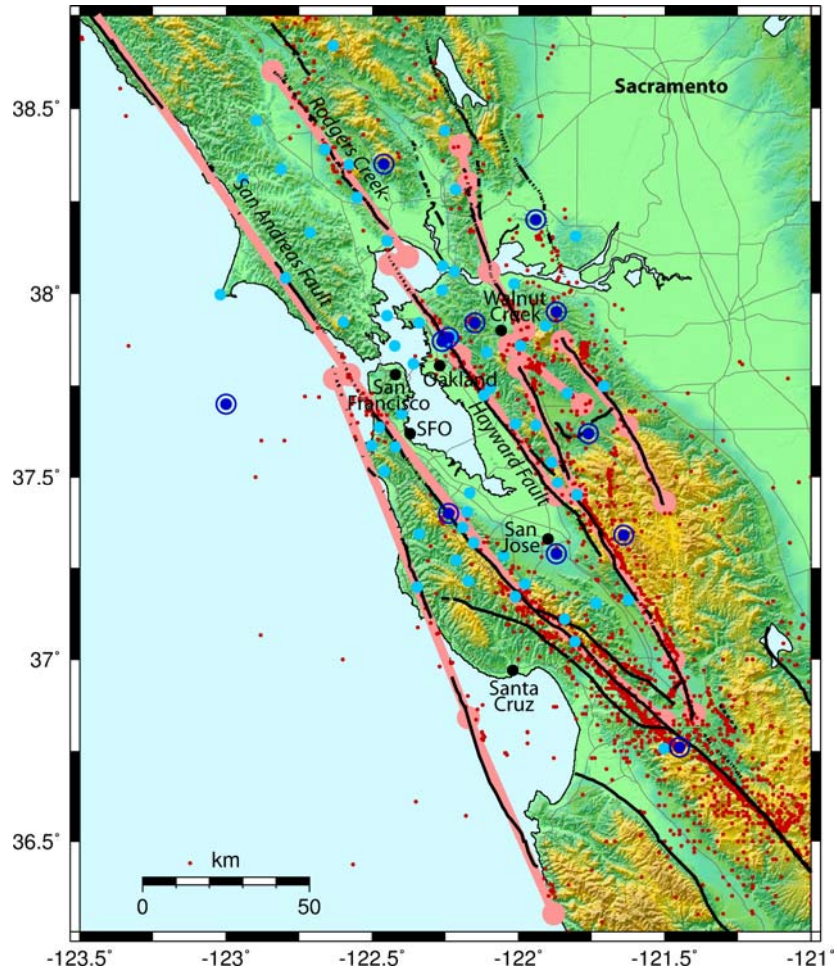 38.5°
38°
37.5°
37°
36.5°
Sacramento
Rodgers Creek-
San Andreas Fault
Walnut
Creek
Oakland
San
Francisco
SFO
Hayward Fault
San
Jose
Santa
Cruz
km
0
50
-123.5°
-123°
-122.5°
-122°
-121.5°
-121°